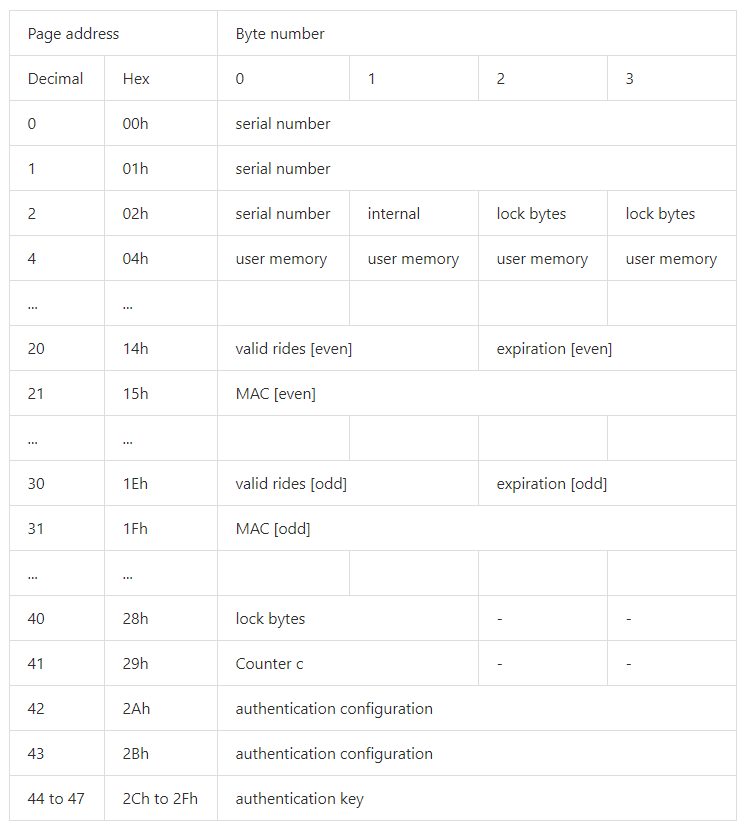 Page address Byte number
Decimal Hex 0 1 2 3
0 00h serial number
1 01h serial number
2 02h serial number internal lock bytes lock bytes
4 04h user memory user memory user memory user memory
... ...
20 14h valid rides [even] expiration [even]
21 15h MAC [even]
... ...
30 1Eh valid rides [odd] expiration [odd]
31 1Fh MAC [odd]
... ...
40 28h lock bytes - -
41 29h Counter c - -
42 2Ah authentication configuration
43 2Bh authentication configuration
44 to 47 2Ch to 2Fh authentication key